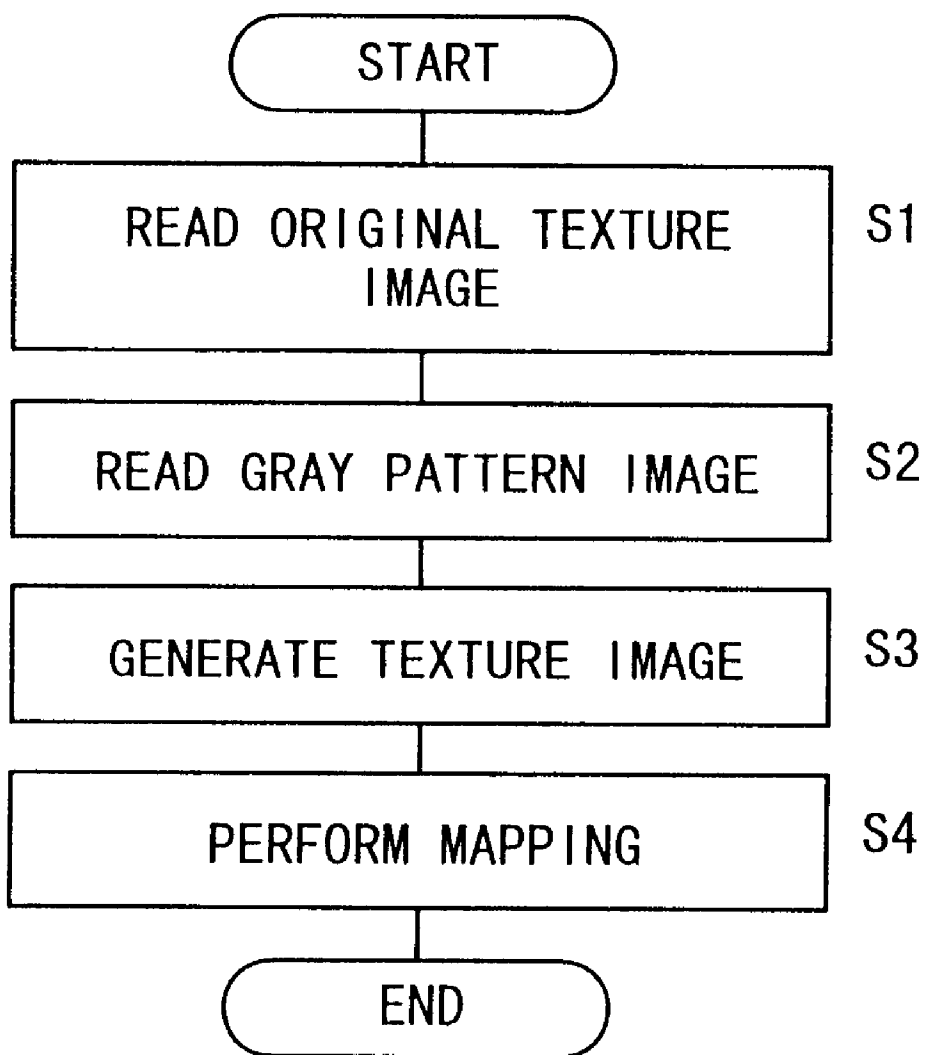 START
READ ORIGINAL TEXTURE
IMAGE
S1
READ GRAY PATTERN IMAGE
S2
GENERATE TEXTURE IMAGE
S3
PERFORM MAPPING
S4
END